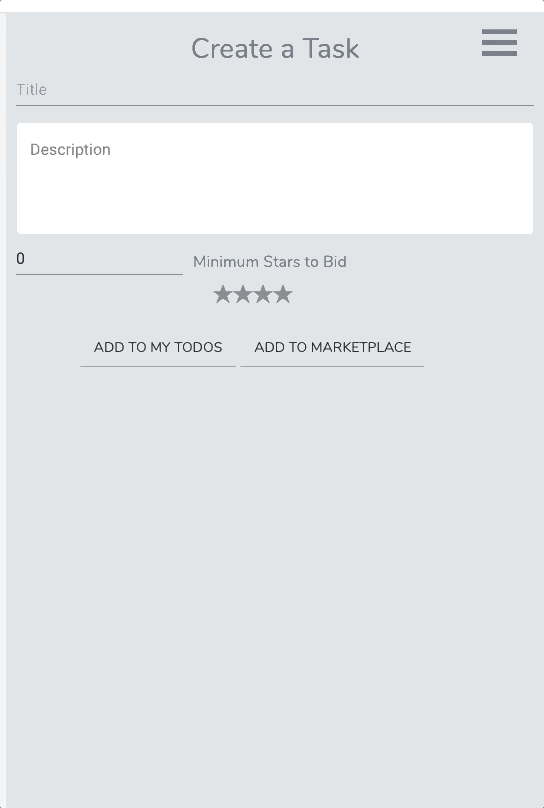 Create a Task
Title
Description
0
Minimum Stars to Bid
ADD TO MY TODOS
ADD TO MARKETPLACE